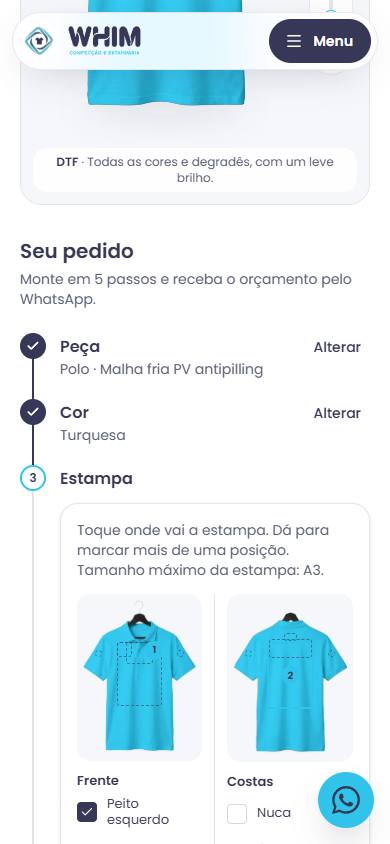 WHIM
CONFECÇÃO E ESTAMPARIA
Menu
DTF · Todas as cores e degradês, com um leve
brilho.
Seu pedido
Monte em 5 passos e receba o orçamento pelo
WhatsApp.
Peça
Alterar
Polo · Malha fria PV antipilling
Cor
Alterar
Turquesa
3
Estampa
Toque onde vai a estampa. Dá para
marcar mais de uma posição.
Tamanho máximo da estampa: A3.
1
2
Frente
Costas
Peito
esquerdo
Nuca